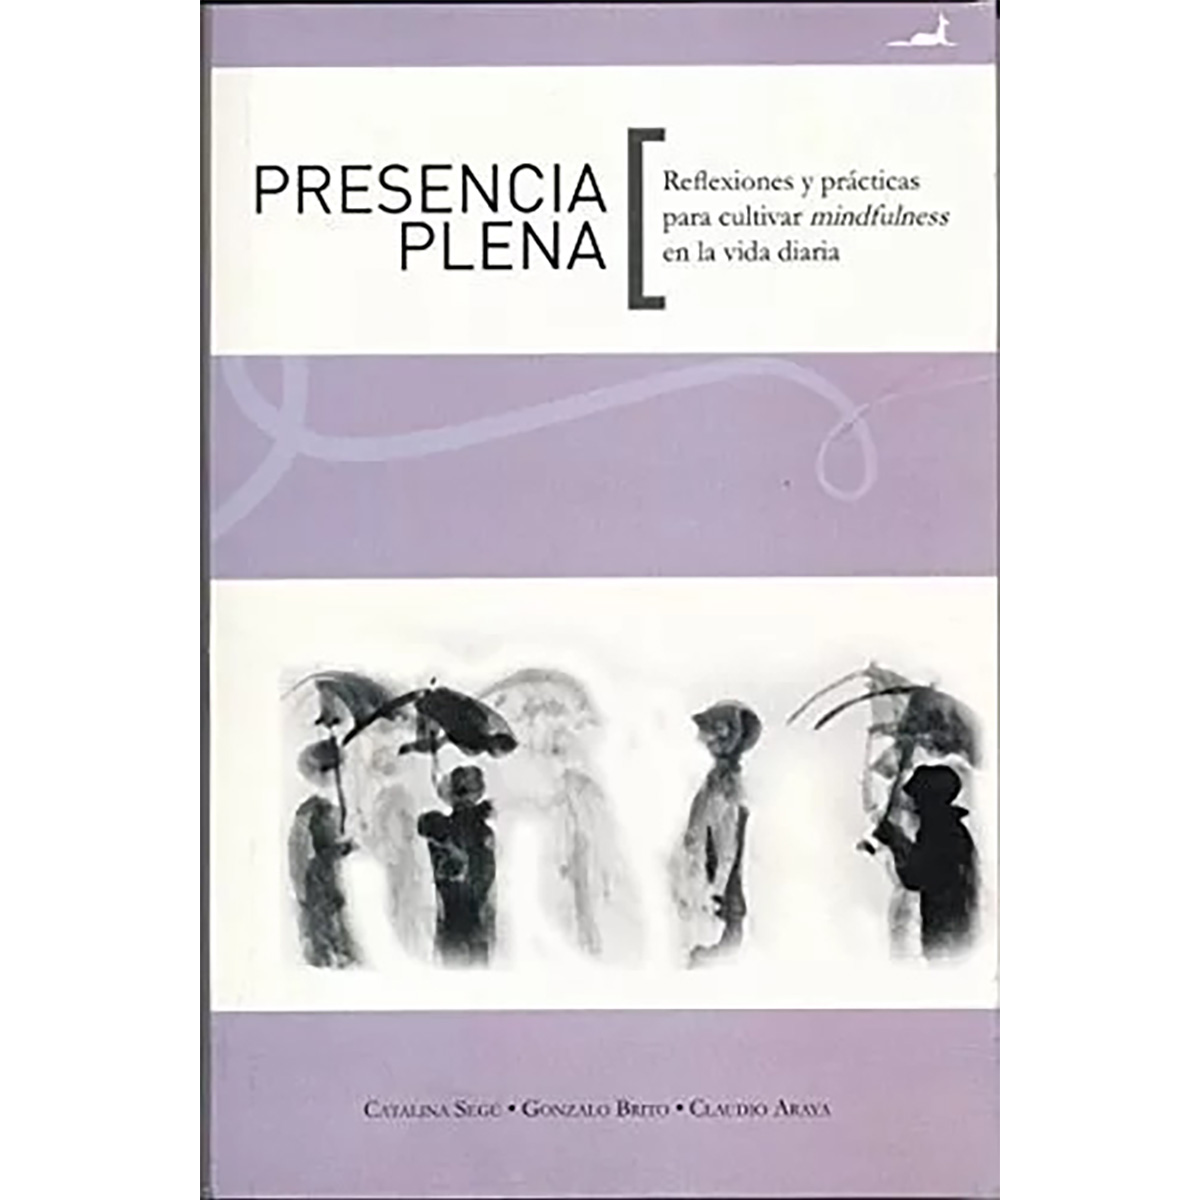 PRESENCIA
PLENA
Reflexiones y prácticas
para cultivar mindfulness
en la vida diaria
Catalina Segú • Gonzalo Brito • Claudio Araya